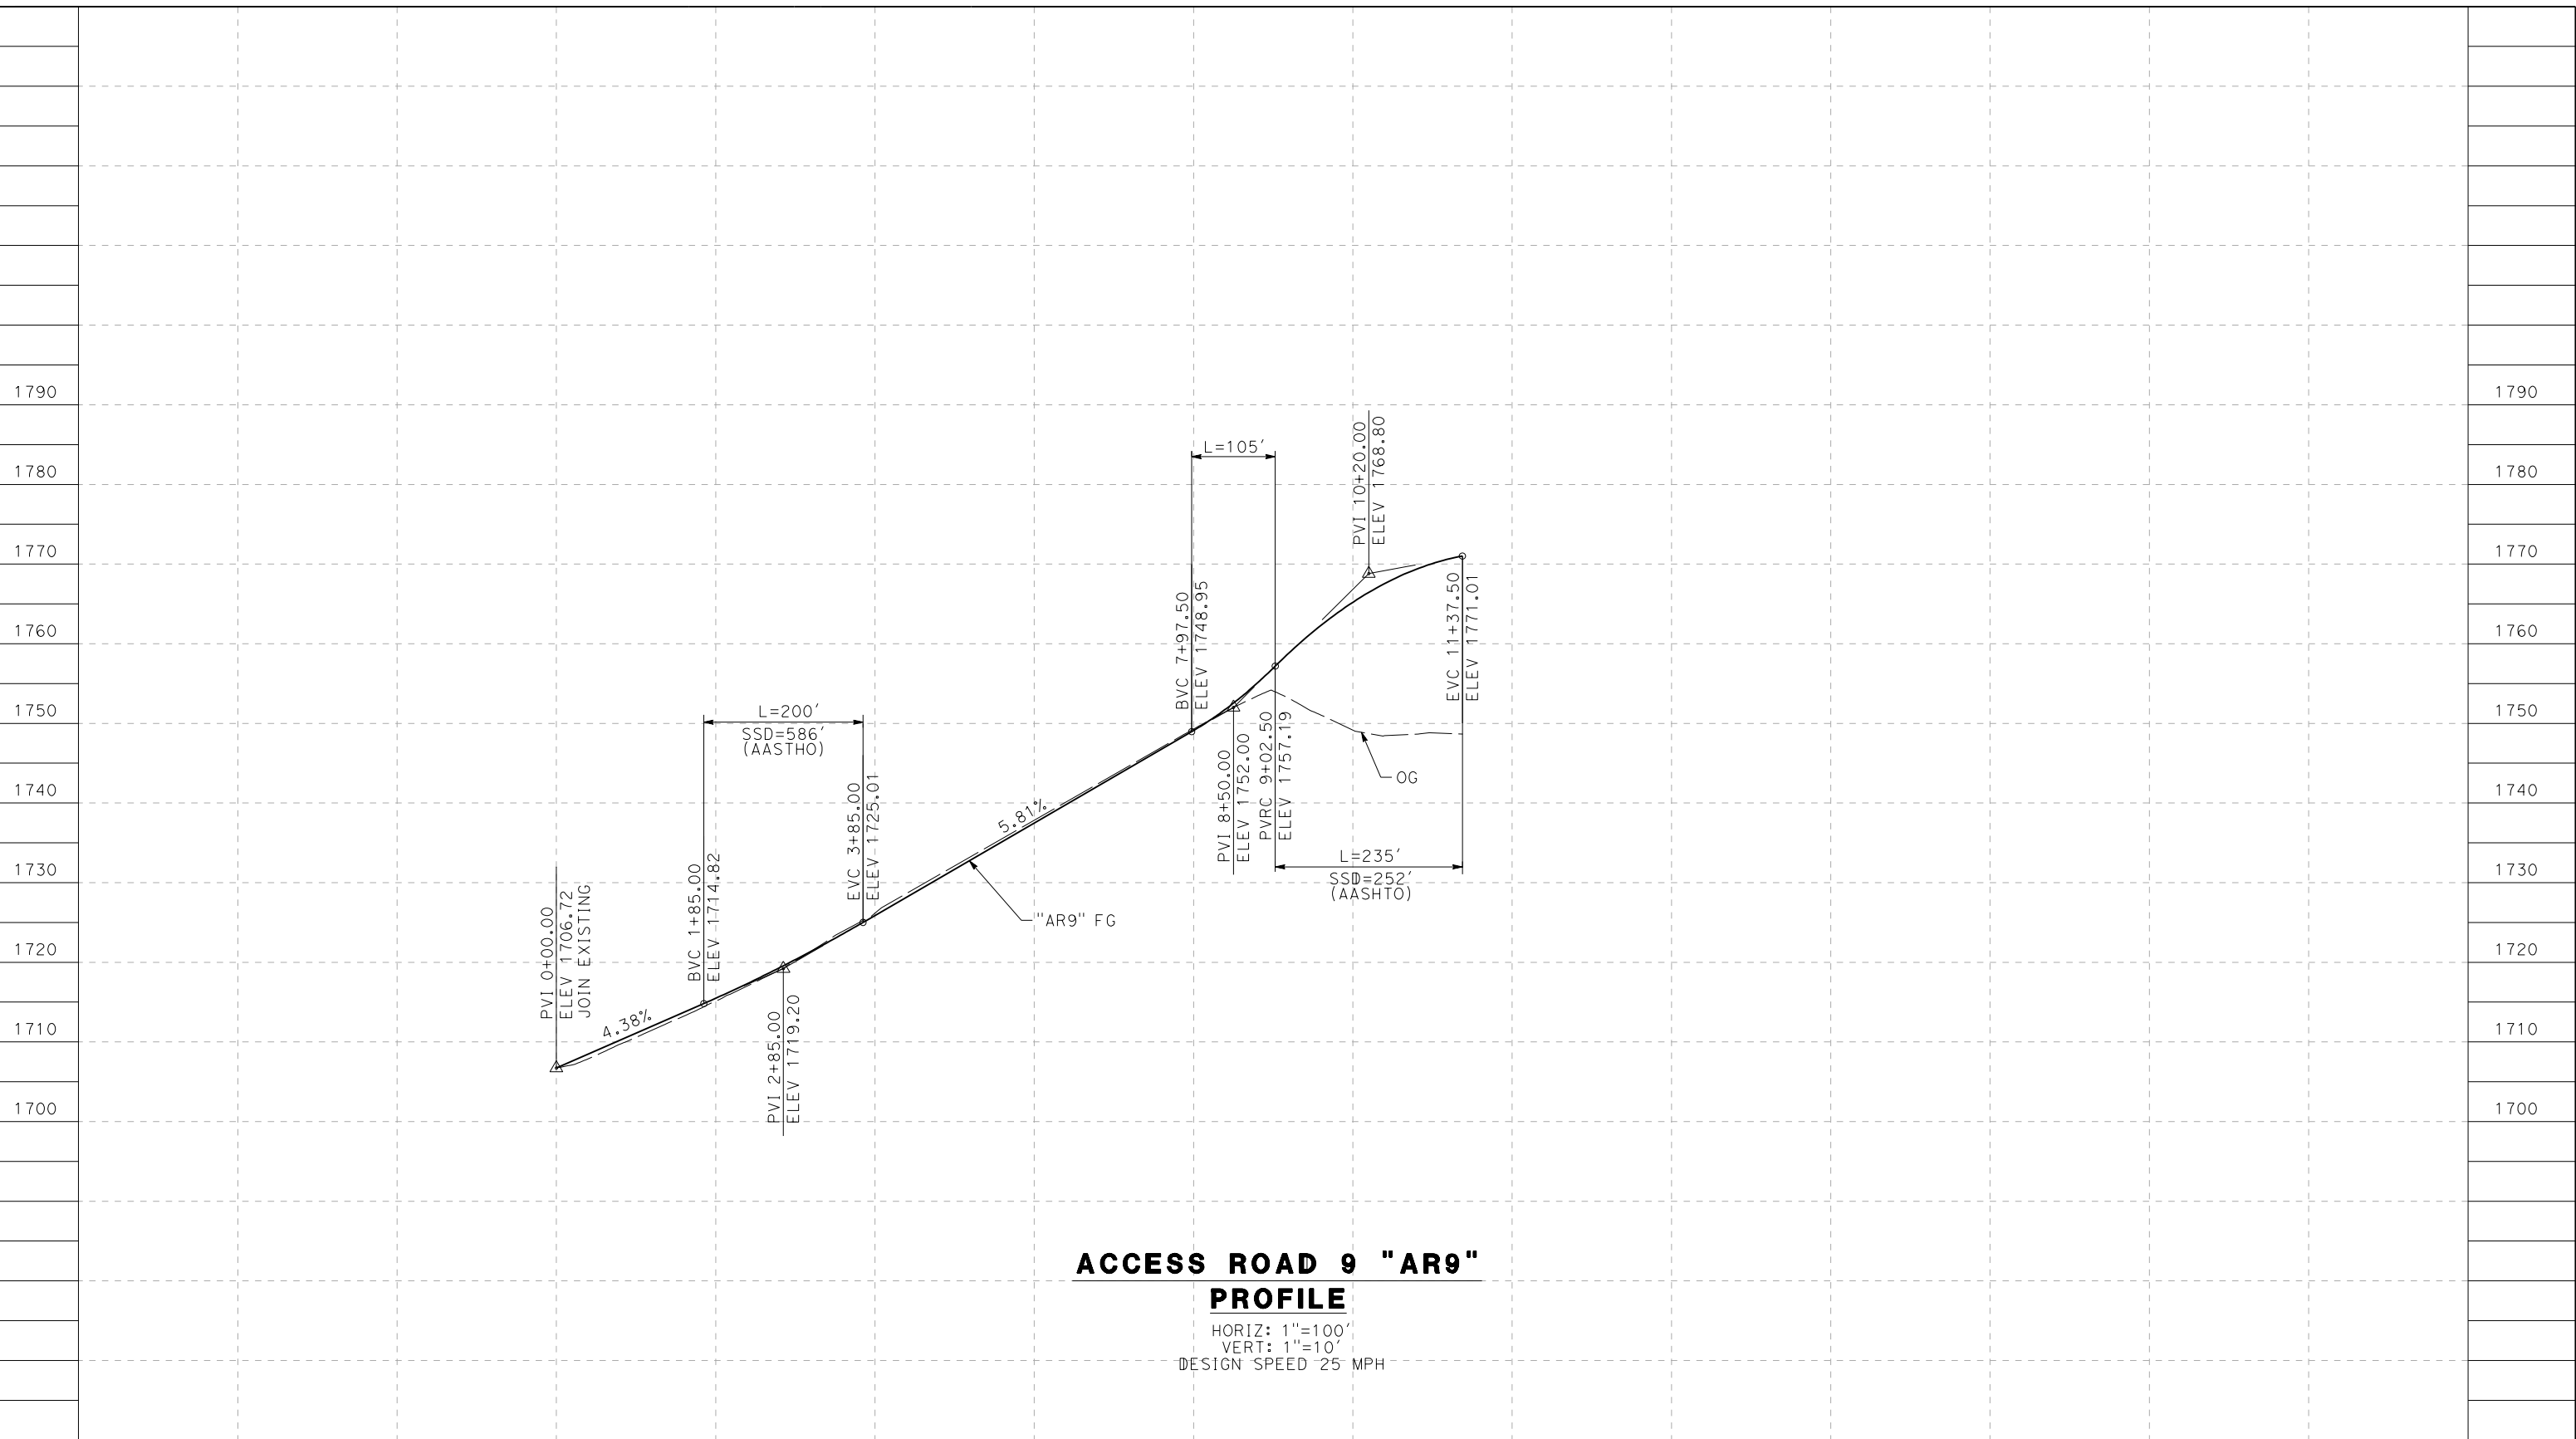 1790
1780
1770
1760
1750
1740
1730
1720
1710
1700
PVI 0+00.00
ELEV 1706.72
JOIN EXISTING
4.38%
BVC 1+85.00
ELEV 1714.82
L=200'
SSD=586'
(AASTHO)
PVI 2+85.00
ELEV 1719.20
EVC 3+85.00
ELEV 1725.01
5.81%
"AR9" FG
BVC 7+97.50
ELEV 1748.95
L=105'
PVI 8+50.00
ELEV 1752.00
PVRC 9+02.50
ELEV 1757.19
PVI 10+20.00
ELEV 1768.80
OG
L=235'
SSD=252'
(AASHTO)
EVC 11+37.50
ELEV 1771.01
1790
1780
1770
1760
1750
1740
1730
1720
1710
1700
ACCESS ROAD 9 "AR9"
PROFILE
HORIZ: 1"=100'
VERT: 1"=10'
DESIGN SPEED 25 MPH